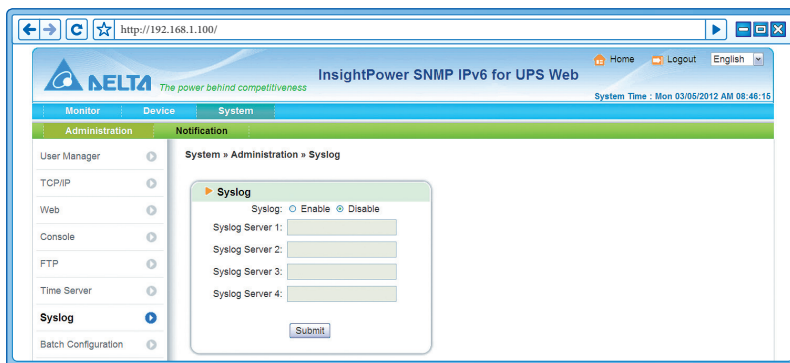 http://192.168.1.100/
Home
Logout
English
DELTA
The power behind competitiveness
InsightPower SNMP IPv6 for UPS Web
System Time : Mon 03/05/2012 AM 08:46:15
Monitor
Device
System
Administration
Notification
User Manager
TCP/IP
Web
Console
FTP
Time Server
Syslog
Batch Configuration
System » Administration » Syslog
Syslog
Syslog: Enable Disable
Syslog Server 1:
Syslog Server 2:
Syslog Server 3:
Syslog Server 4:
Submit